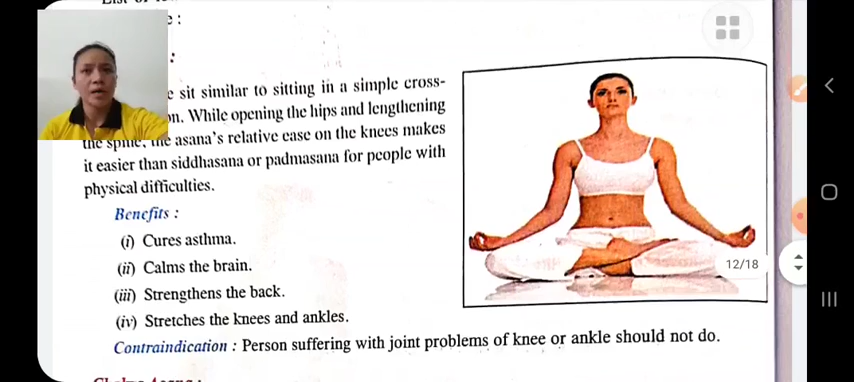 e :
:
e sit similar to sitting in a simple cross-
on. While opening the hips and lengthening
the spine, the asana's relative ease on the knees makes
it easier than siddhasana or padmasana for people with
physical difficulties.
Benefits :
(i) Cures asthma.
(ii) Calms the brain.
(iii) Strengthens the back.
(iv) Stretches the knees and ankles.
12/18
Contraindication : Person suffering with joint problems of knee or ankle should not do.